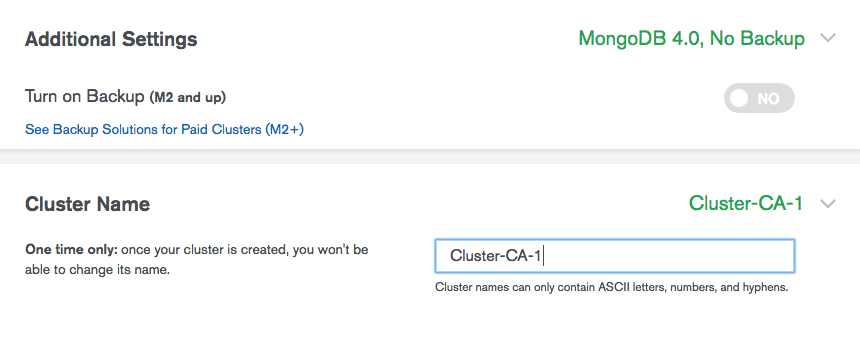 Additional Settings
MongoDB 4.0, No Backup
Turn on Backup (M2 and up)
NO
See Backup Solutions for Paid Clusters (M2+)
Cluster Name
Cluster-CA-1
One time only: once your cluster is created, you won't be
able to change its name.
Cluster-CA-1
Cluster names can only contain ASCII letters, numbers, and hyphens.